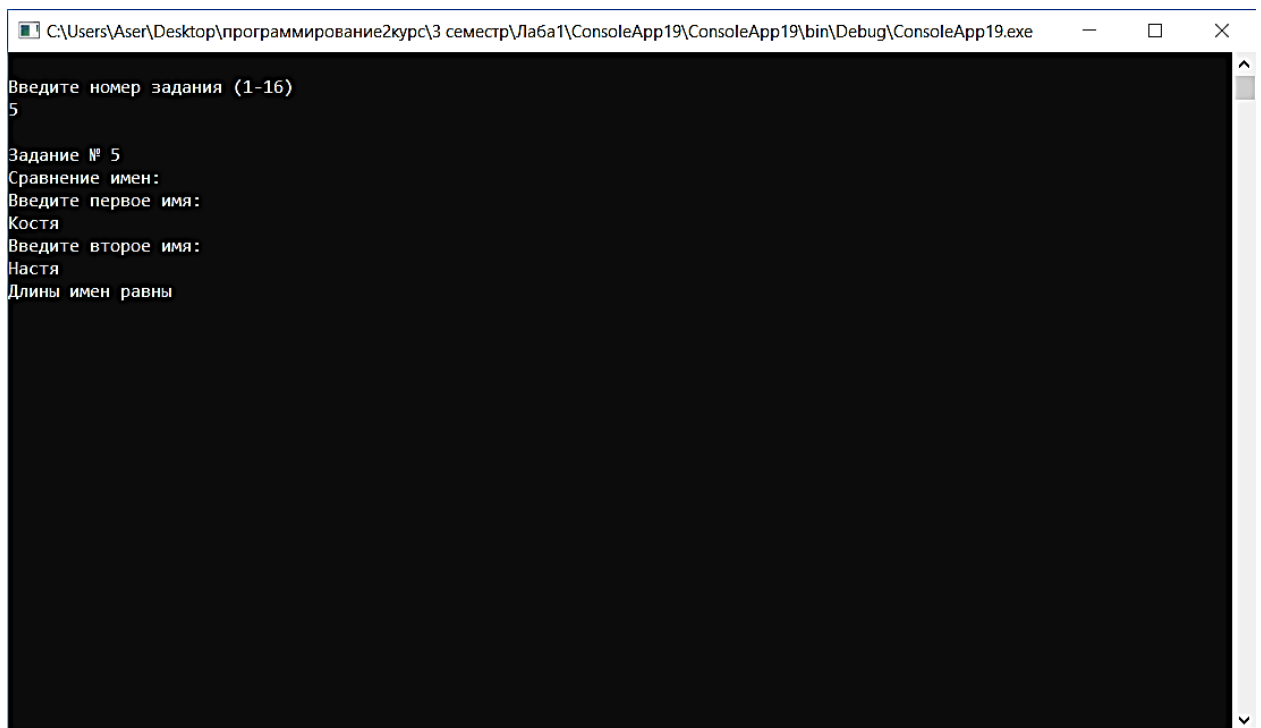 C:\Users\Aser\Desktop\программирование2курс\3 семестр\Лаба1\ConsoleApp19\ConsoleApp19\bin\Debug\ConsoleApp19.exe
Введите номер задания (1-16)
5
Задание № 5
Сравнение имен:
Введите первое имя:
Костя
Введите второе имя:
Настя
Длины имен равны